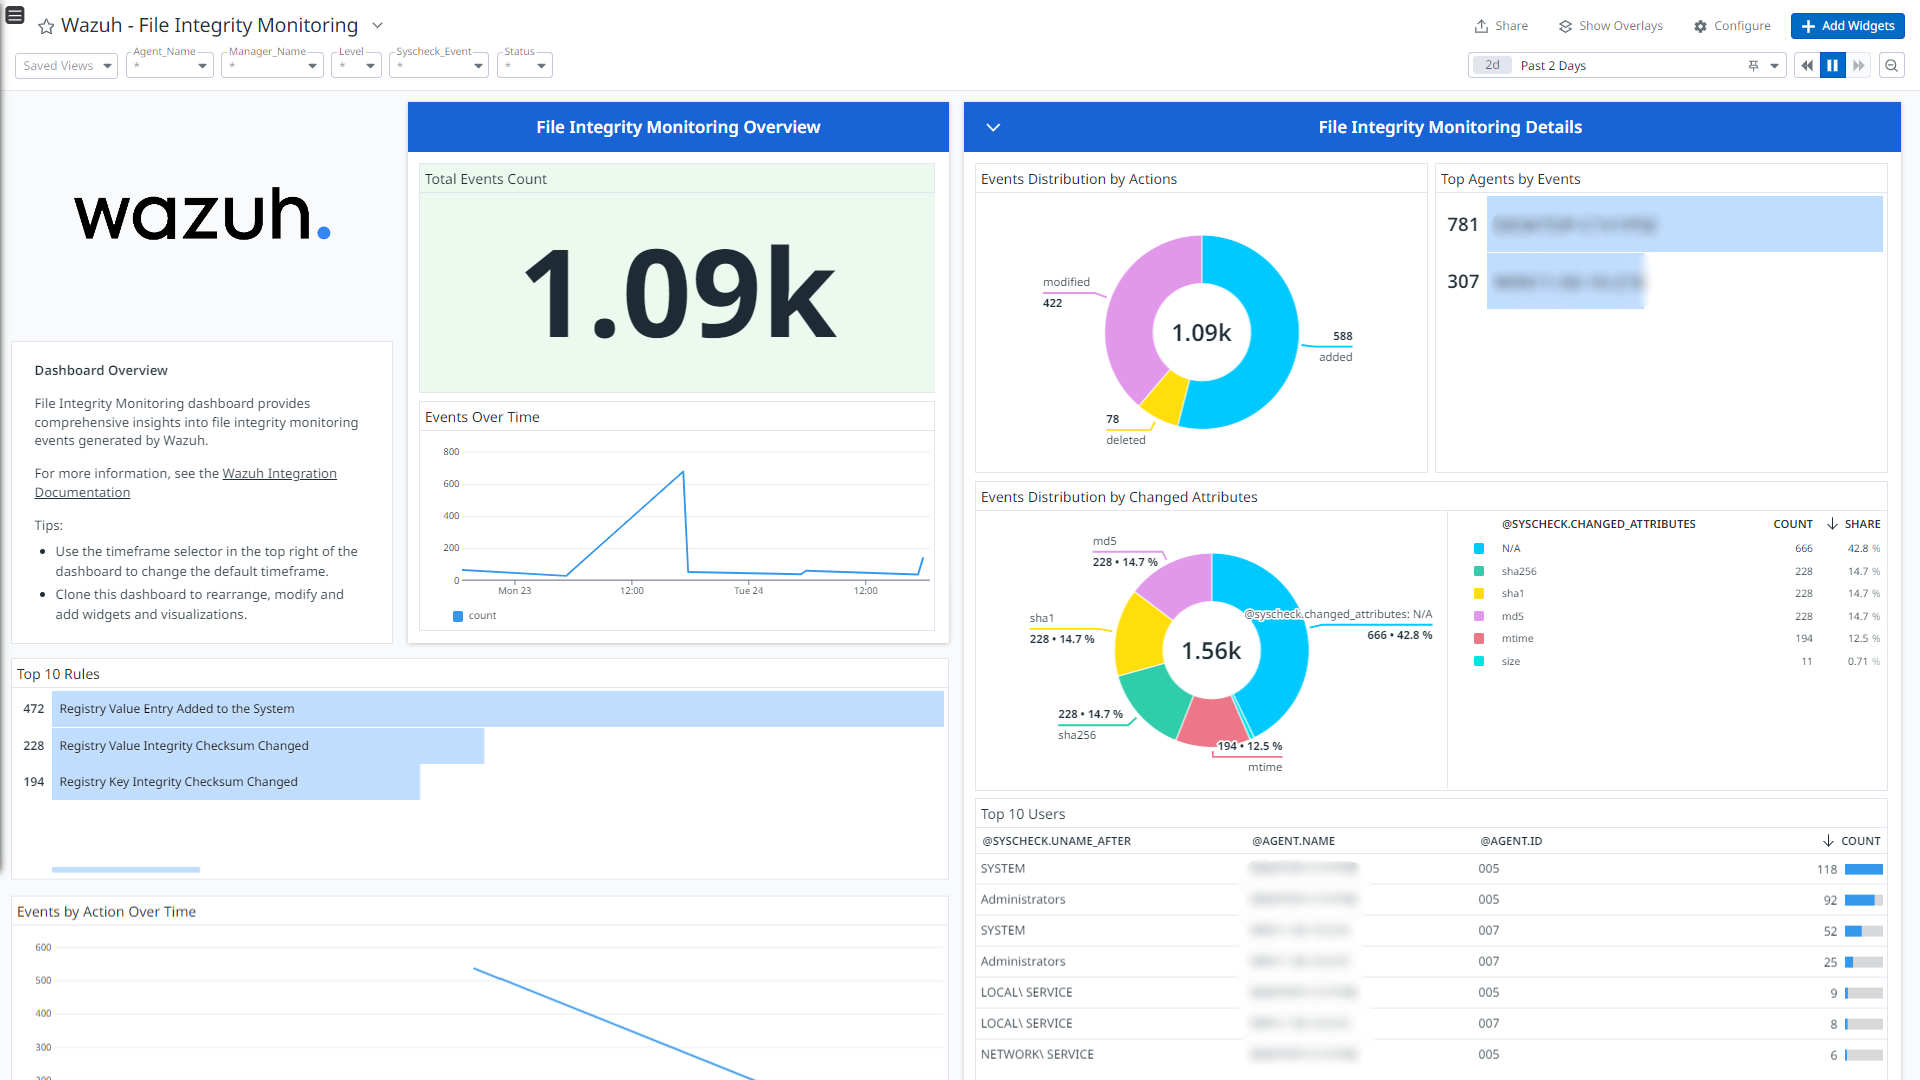 Wazuh - File Integrity Monitoring
Share
Show Overlays
Configure
Add Widgets
Saved Views
Agent_Name
*
Manager_Name
*
Level
*
Syscheck_Event
*
Status
*
2d
Past 2 Days
wazuh.
Dashboard Overview
File Integrity Monitoring dashboard provides
comprehensive insights into file integrity monitoring
events generated by Wazuh.
For more information, see the Wazuh Integration
Documentation
Tips:
• Use the timeframe selector in the top right of the
dashboard to change the default timeframe.
• Clone this dashboard to rearrange, modify and
add widgets and visualizations.
File Integrity Monitoring Overview
Total Events Count
1.09k
Events Over Time
800
600
400
200
0
Mon 23
12:00
Tue 24
12:00
count
Top 10 Rules
472 Registry Value Entry Added to the System
228 Registry Value Integrity Checksum Changed
194 Registry Key Integrity Checksum Changed
Events by Action Over Time
600
500
400
300
200
File Integrity Monitoring Details
Events Distribution by Actions
modified
422
1.09k
588
added
78
deleted
Top Agents by Events
781
307
Events Distribution by Changed Attributes
md5
228 • 14.7 %
@syscheck.changed_attributes: N/A
666 • 42.8 %
sha1
228 • 14.7 %
1.56k
228 • 14.7 %
sha256
194 • 12.5 %
mtime
@SYSCHECK.CHANGED_ATTRIBUTES COUNT SHARE
N/A 666 42.8 %
sha256 228 14.7 %
sha1 228 14.7 %
md5 228 14.7 %
mtime 194 12.5 %
size 11 0.71 %
Top 10 Users
@SYSCHECK.UNAME_AFTER @AGENT.NAME @AGENT.ID COUNT
SYSTEM 005 118
Administrators 005 92
SYSTEM 007 52
Administrators 007 25
LOCAL\ SERVICE 005 9
LOCAL\ SERVICE 007 8
NETWORK\ SERVICE 005 6